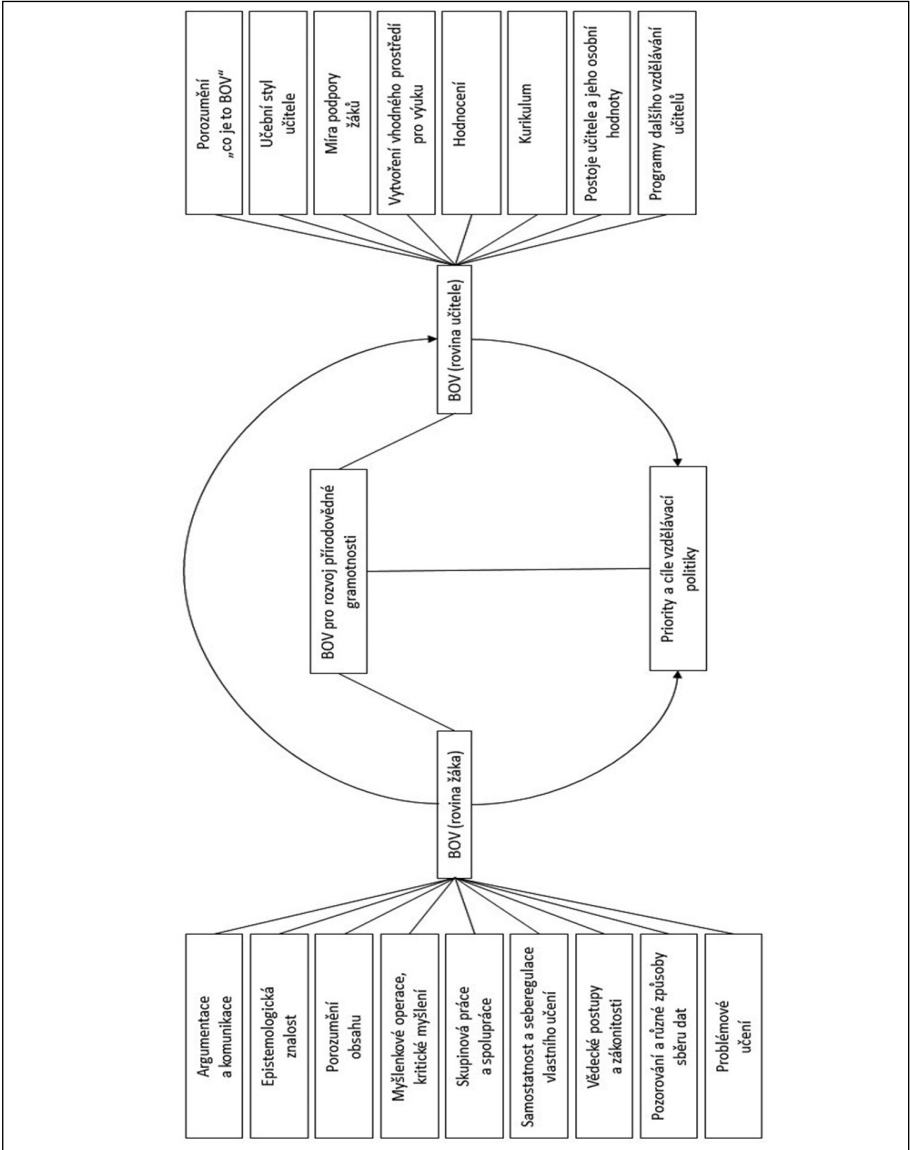 Argumentace
a komunikace
Epistemologická
znalost
Porozumění
obsahu
Myšlenkové operace,
kritické myšlení
Skupinová práce
a spolupráce
Samostatnost a seberegulace
vlastního učení
Vědecké postupy
a zákonitosti
Pozorování a různé způsoby
sběru dat
Problémové
učení
BOV (rovina žáka)
BOV pro rozvoj přírodovědné
gramotnosti
Priority a cíle vzdělávací
politiky
BOV (rovina učitele)
Porozumění
„co je to BOV“
Učební styl
učitele
Míra podpory
žáků
Vytvoření vhodného prostředí
pro výuku
Hodnocení
Kurikulum
Postoje učitele a jeho osobní
hodnoty
Programy dalšího vzdělávání
učitelů